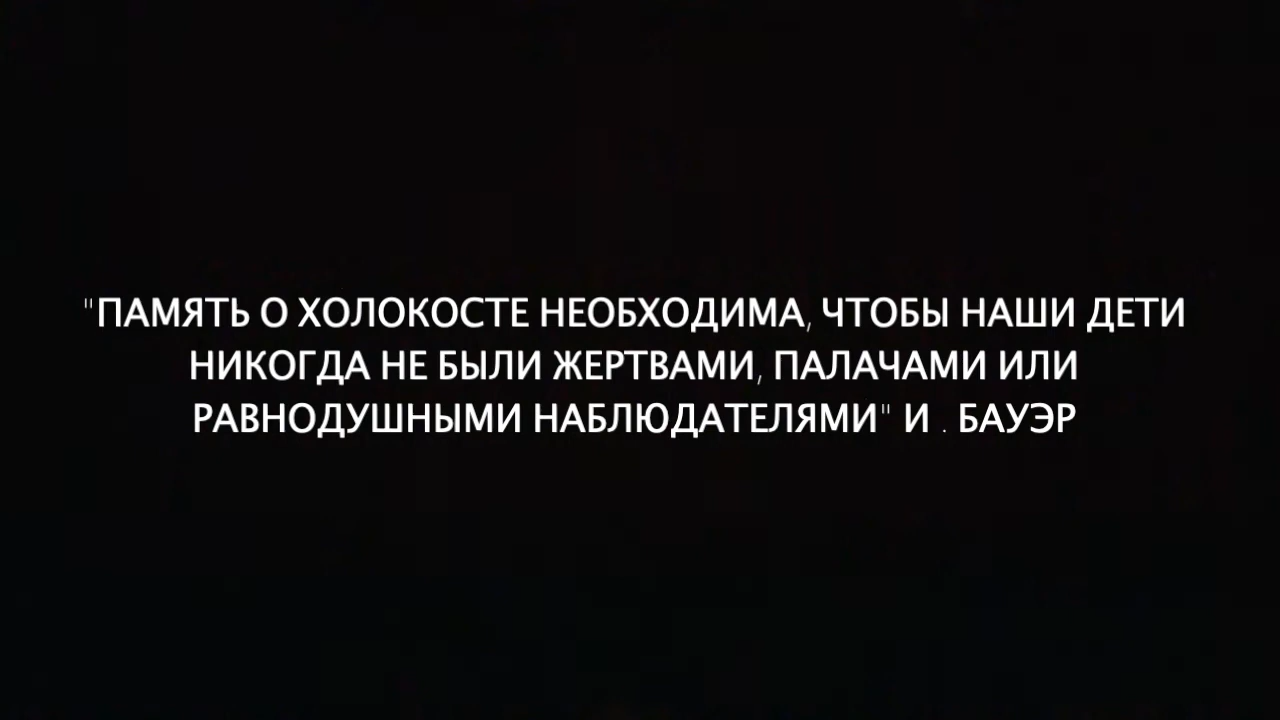 "ПАМЯТЬ О ХОЛОКОСТЕ НЕОБХОДИМА, ЧТОБЫ НАШИ ДЕТИ
НИКОГДА НЕ БЫЛИ ЖЕРТВАМИ, ПАЛАЧАМИ ИЛИ
РАВНОДУШНЫМИ НАБЛЮДАТЕЛЯМИ" И . БАУЭР